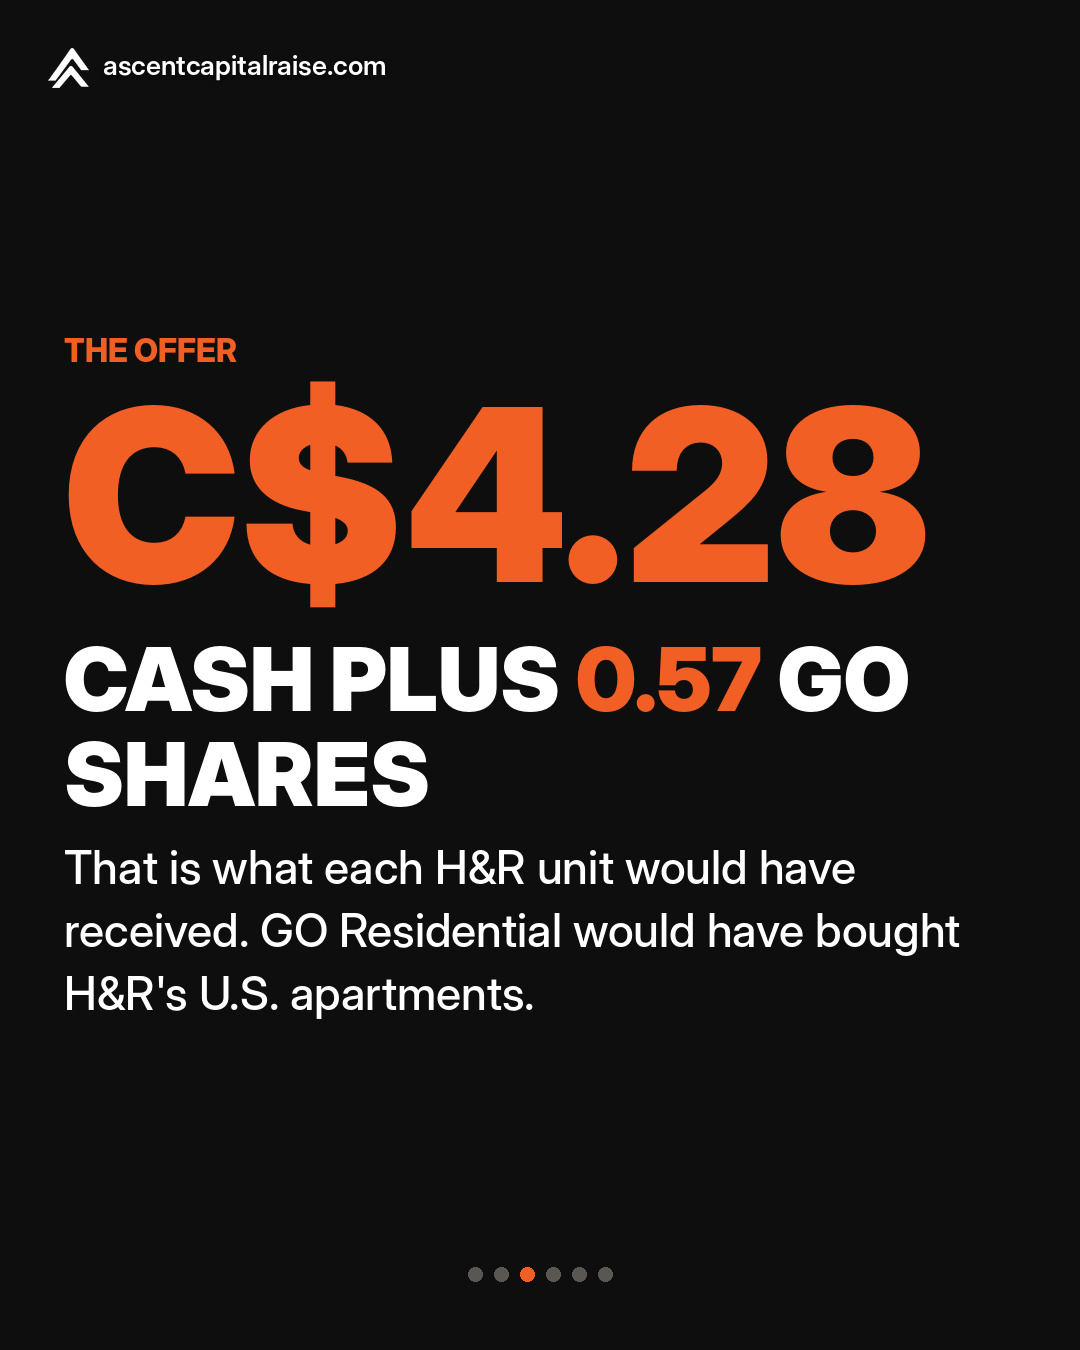 ascentcapitalraise.com
THE OFFER
C$4.28
CASH PLUS 0.57 GO
SHARES
That is what each H&R unit would have
received. GO Residential would have bought
H&R's U.S. apartments.